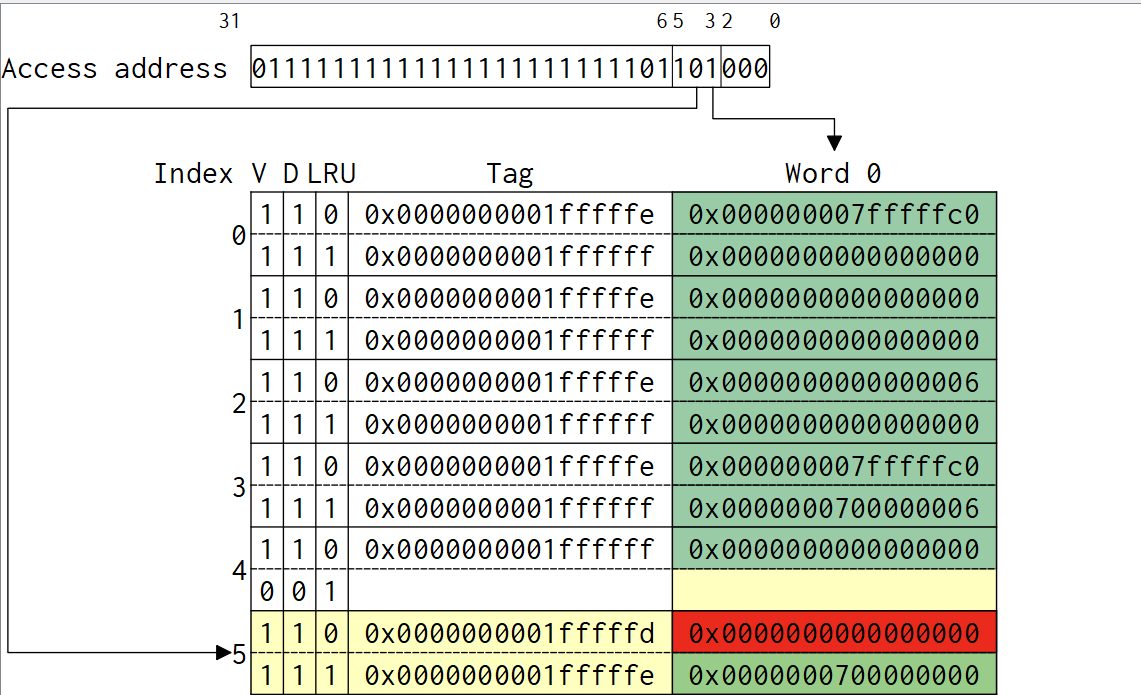 31 6 5 3 2 0
Access address 01111111111111111111111101 101 000
Index V D LRU Tag Word 0
1 1 0 0x0000000001fffffe 0x000000007fffffc0
0
1 1 1 0x0000000001ffffff 0x0000000000000000
1 1 0 0x0000000001fffffe 0x0000000000000000
1
1 1 1 0x0000000001ffffff 0x0000000000000000
1 1 0 0x0000000001fffffe 0x0000000000000006
2
1 1 1 0x0000000001ffffff 0x0000000000000000
1 1 0 0x0000000001fffffe 0x000000007fffffc0
3
1 1 1 0x0000000001ffffff 0x0000000700000006
1 1 0 0x0000000001ffffff 0x0000000000000000
4
0 0 1
1 1 0 0x0000000001fffffd 0x0000000000000000
5
1 1 1 0x0000000001fffffe 0x0000000700000000